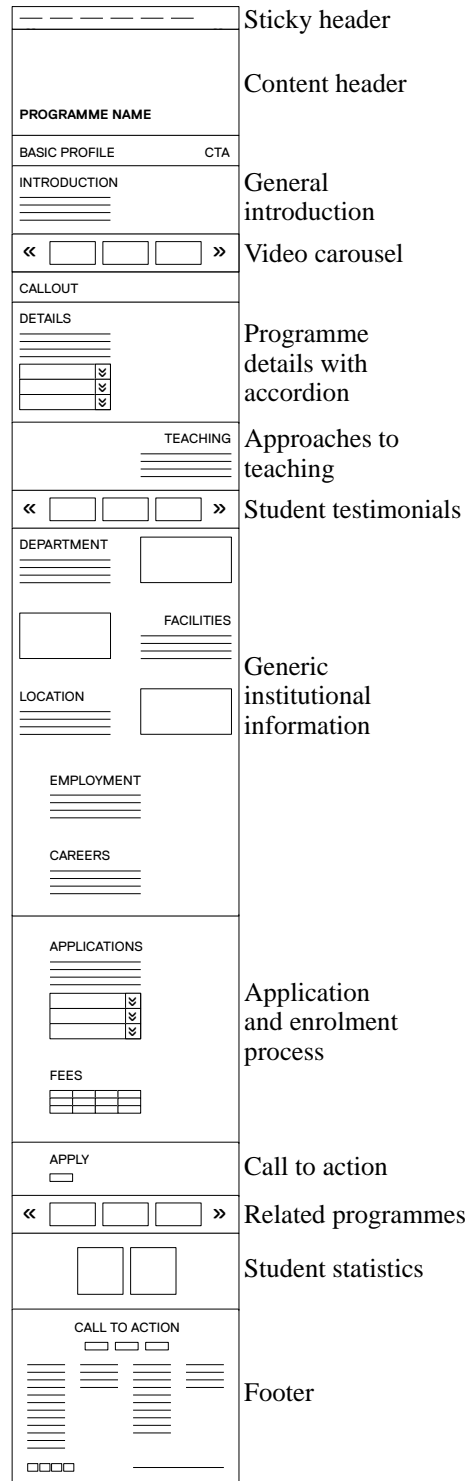 Sticky header
Content header
PROGRAMME NAME
BASIC PROFILE CTA
INTRODUCTION
General
introduction
« » Video carousel
CALLOUT
DETAILS
Programme
details with
accordion
TEACHING
Approaches to
teaching
« » Student testimonials
DEPARTMENT
FACILITIES
LOCATION
Generic
institutional
information
EMPLOYMENT
CAREERS
APPLICATIONS
Application
and enrolment
process
FEES
APPLY
Call to action
« » Related programmes
Student statistics
CALL TO ACTION
Footer